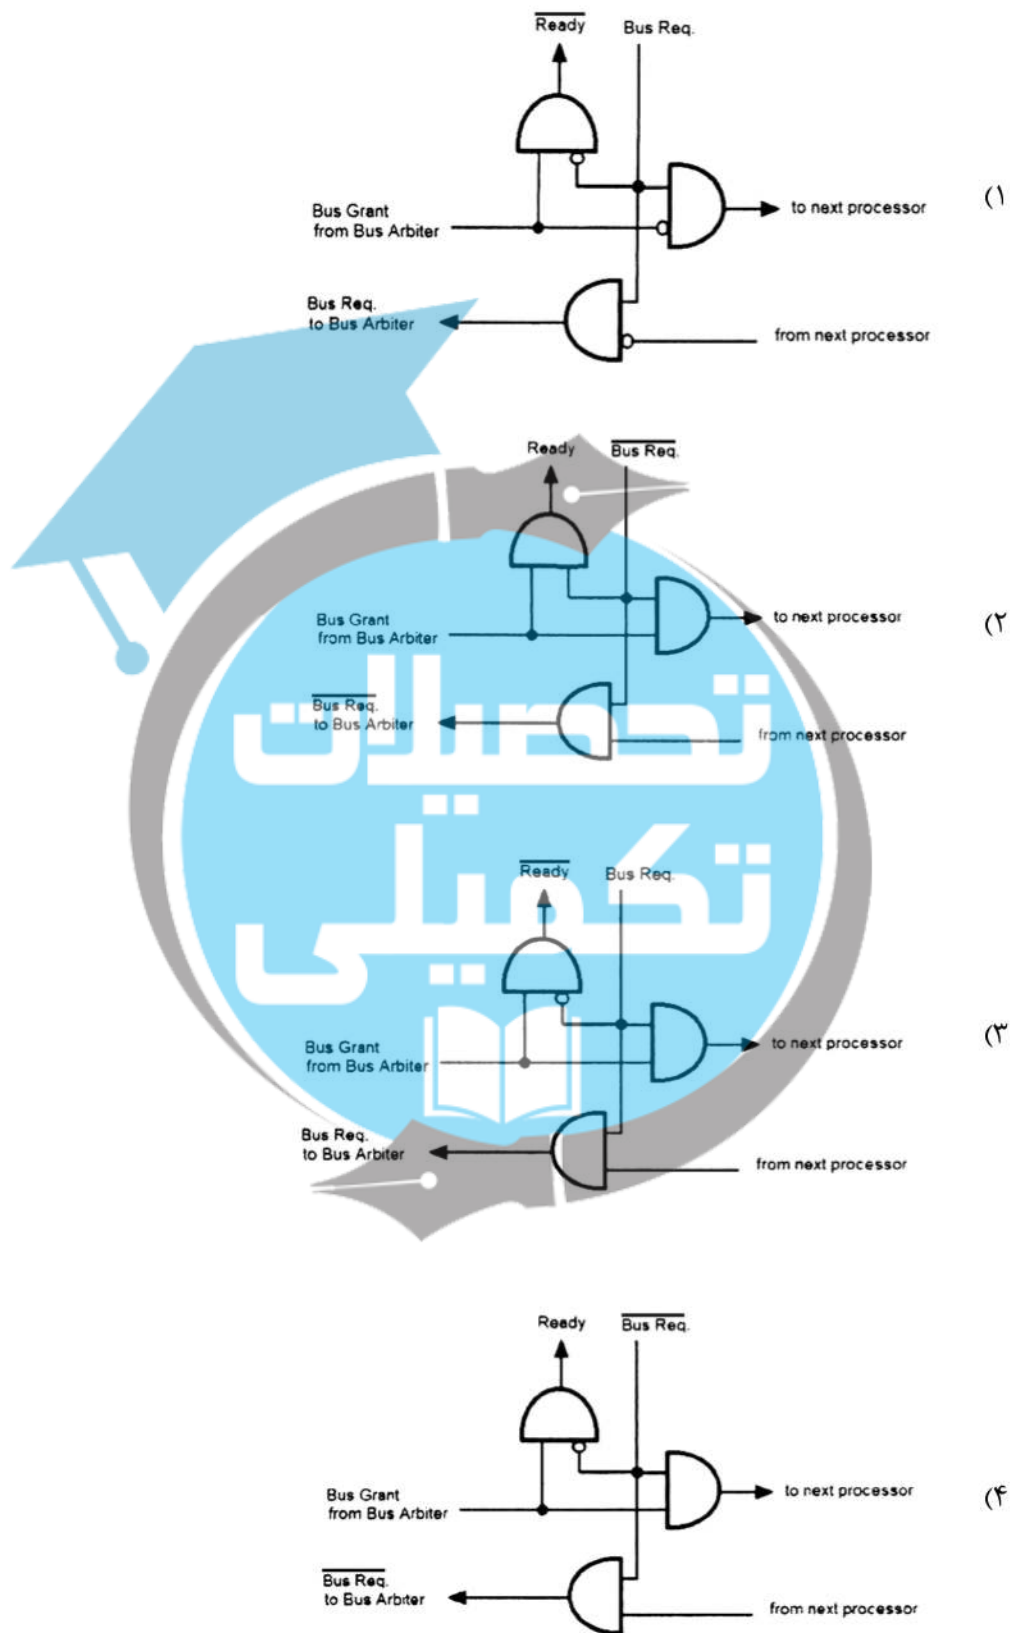 Ready Bus Req.
Bus Grant
from Bus Arbiter
to next processor
۱)
Bus Req.
to Bus Arbiter
from next processor
Ready Bus Req.
Bus Grant
from Bus Arbiter
to next processor
۲)
Bus Req.
to Bus Arbiter
from next processor
تحصیلات
تکمیلی
Ready Bus Req.
Bus Grant
from Bus Arbiter
to next processor
۳)
Bus Req.
to Bus Arbiter
from next processor
Ready Bus Req.
Bus Grant
from Bus Arbiter
to next processor
۴)
Bus Req.
to Bus Arbiter
from next processor